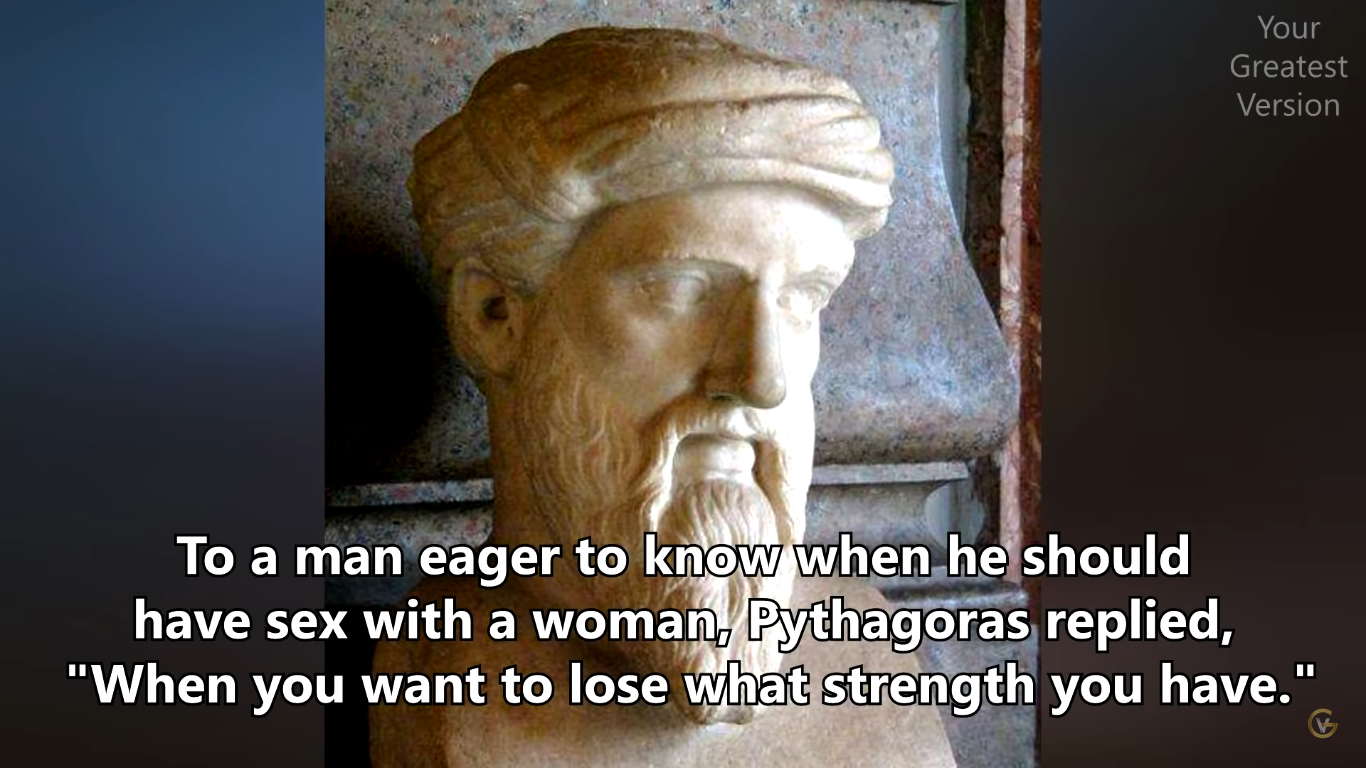 Your
Greatest
Version
To a man eager to know when he should
have sex with a woman, Pythagoras replied,
"When you want to lose what strength you have."